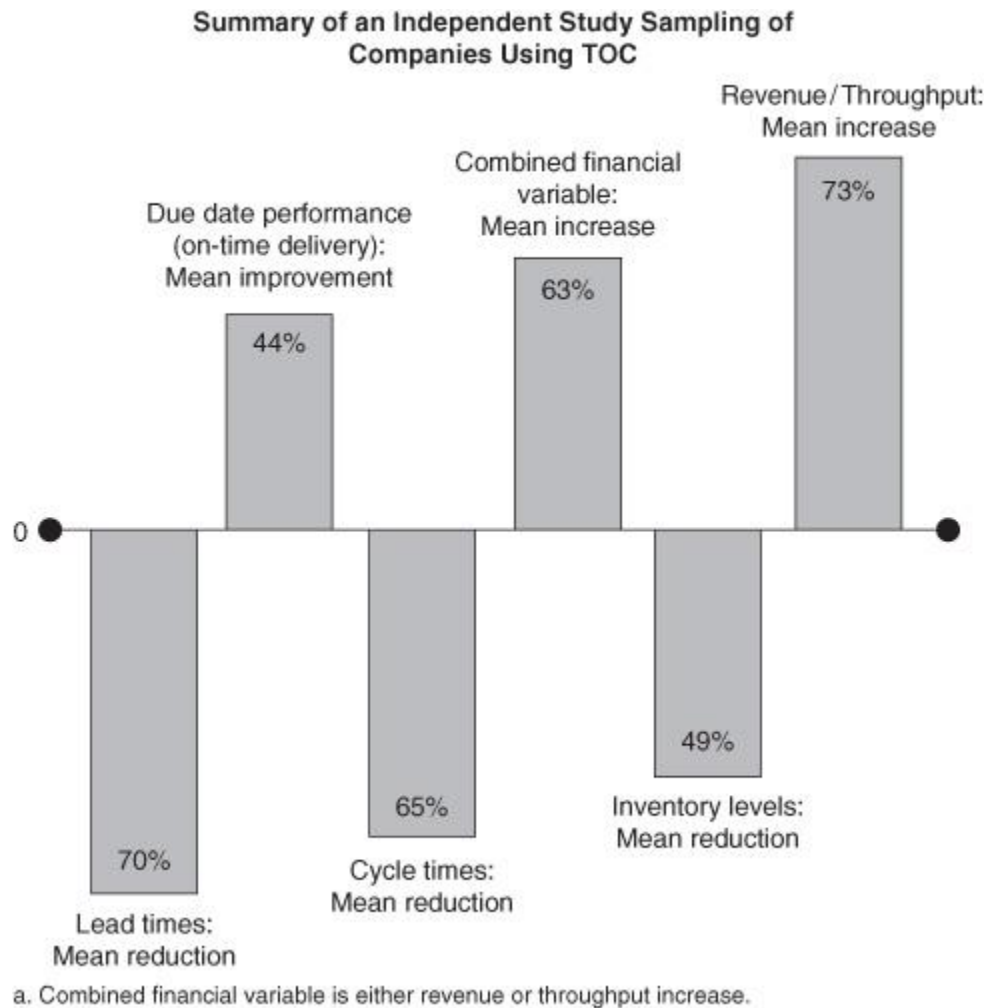 Summary of an Independent Study Sampling of
Companies Using TOC
Revenue/Throughput:
Mean increase
73%
Combined financial
variable:
Mean increase
63%
Due date performance
(on-time delivery):
Mean improvement
44%
0
70%
Lead times:
Mean reduction
65%
Cycle times:
Mean reduction
49%
Inventory levels:
Mean reduction
a. Combined financial variable is either revenue or throughput increase.